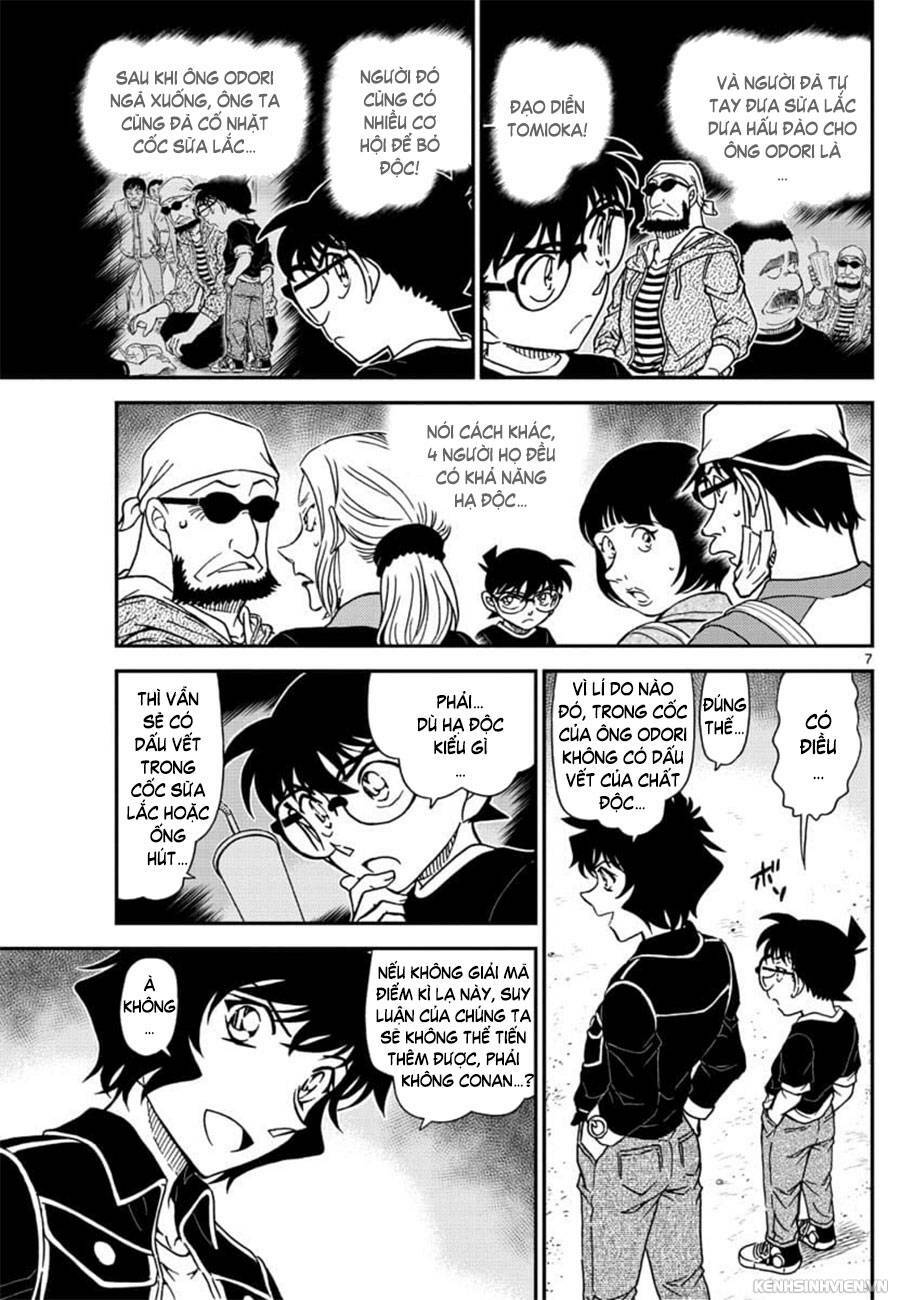 VÀ NGƯỜI ĐÃ TỰ
TAY ĐƯA SỮA LẮC
DƯA HẤU ĐÀO CHO
ÔNG ODORI LÀ
...
ĐẠO DIỄN
TOMIOKA!
NGƯỜI ĐÓ
CŨNG CÓ
NHIỀU CƠ
HỘI ĐỂ BỎ
ĐỘC!
SAU KHI ÔNG ODORI
NGÃ XUỐNG, ÔNG TA
CŨNG ĐÃ CỐ NHẶT
CỐC SỮA LẮC...
NÓI CÁCH KHÁC,
4 NGƯỜI HỌ ĐỀU
CÓ KHẢ NĂNG
HẠ ĐỘC...
7
CÓ
ĐIỀU
...
ĐÚNG
THẾ...
VÌ LÍ DO NÀO
ĐÓ, TRONG CỐC
CỦA ÔNG ODORI
KHÔNG CÓ DẤU
VẾT CỦA CHẤT
ĐỘC...
ボソ
PHẢI...
DÙ HẠ ĐỘC
KIỂU GÌ
...
THÌ VẪN
SẼ CÓ
DẤU VẾT
TRONG
CỐC SỮA
LẮC HOẶC
ỐNG
HÚT...
NẾU KHÔNG GIẢI MÃ
ĐIỂM KÌ LẠ NÀY, SUY
LUẬN CỦA CHÚNG TA
SẼ KHÔNG THỂ TIẾN
THÊM ĐƯỢC, PHẢI
KHÔNG CONAN...?
À
KHÔNG
...
KENHSINHVIEN.VN